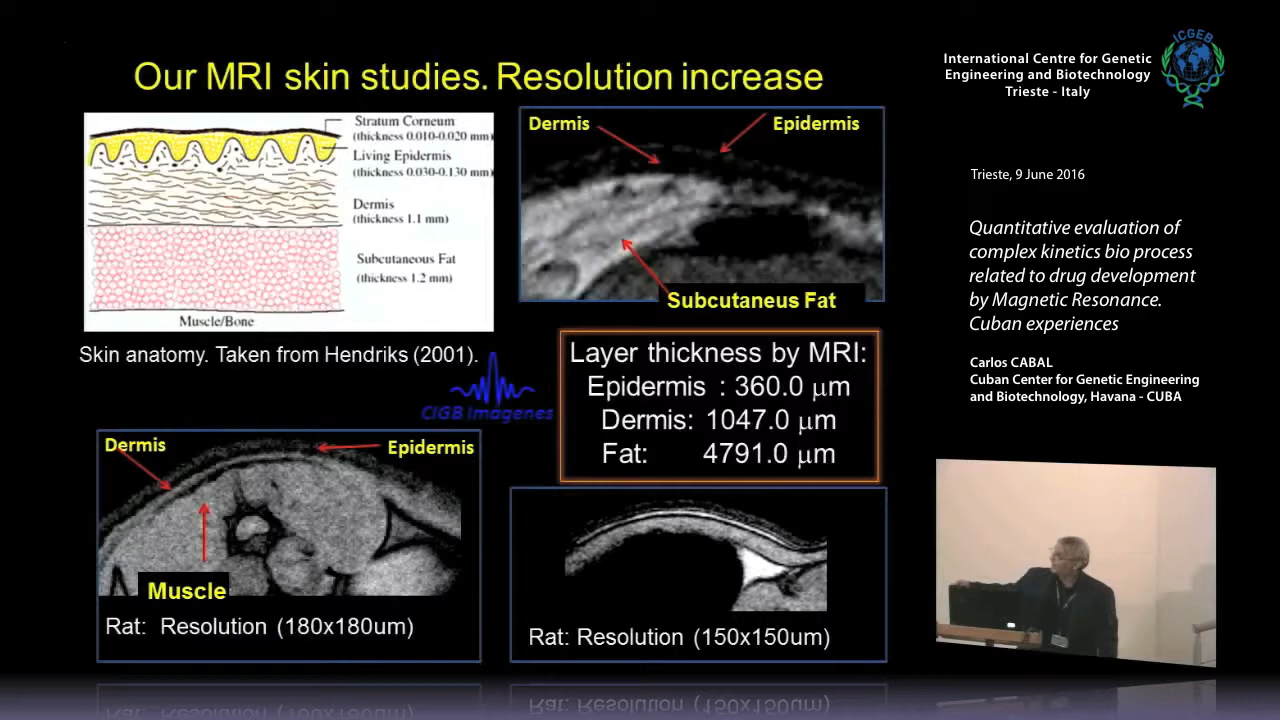 Our MRI skin studies. Resolution increase
Stratum Corneum
(thickness 0.010-0.020 mm)
Living Epidermis
(thickness 0.030-0.130 mm)
Dermis
(thickness 1.1 mm)
Subcutaneous Fat
(thickness 1.2 mm)
Muscle/Bone
Skin anatomy. Taken from Hendriks (2001).
Dermis
Epidermis
Subcutaneus Fat
CIGB Imagenes
Layer thickness by MRI:
Epidermis : 360.0 μm
Dermis: 1047.0 μm
Fat: 4791.0 μm
Dermis
Epidermis
Muscle
Rat: Resolution (180x180um)
Rat: Resolution (150x150um)
International Centre for Genetic
Engineering and Biotechnology
Trieste - Italy
ICGEB
Trieste, 9 June 2016
Quantitative evaluation of
complex kinetics bio process
related to drug development
by Magnetic Resonance.
Cuban experiences
Carlos CABAL
Cuban Center for Genetic Engineering
and Biotechnology, Havana - CUBA